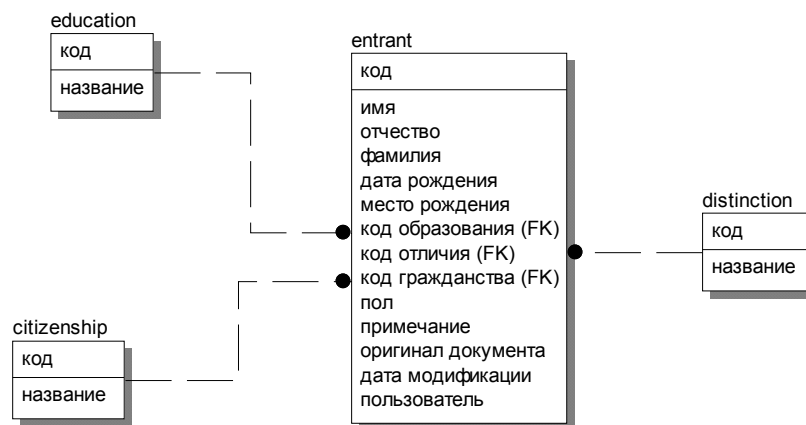 education
код
название
entrant
код
имя
отчество
фамилия
дата рождения
место рождения
код образования (FK)
код отличия (FK)
код гражданства (FK)
пол
примечание
оригинал документа
дата модификации
пользователь
distinction
код
название
citizenship
код
название